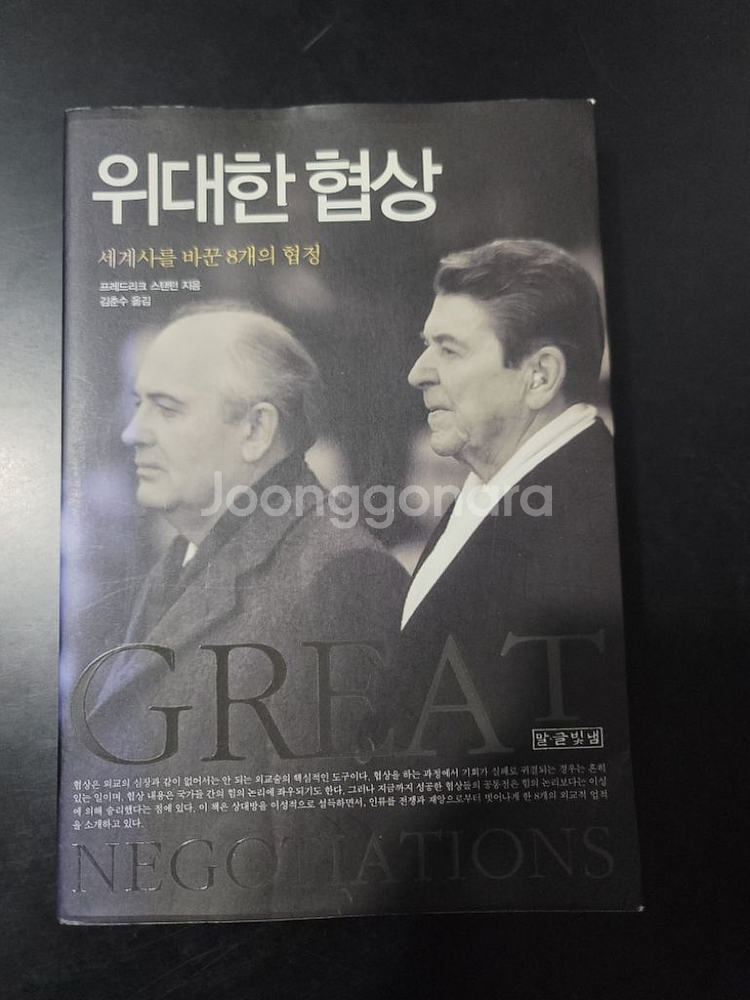 위대한 협상
세계사를 바꾼 8개의 협정
프레드리크 스탠턴 지음
김춘수 옮김
Joonggonara
GREAT
말·글빛냄
협상은 외교의 심장과 같이 없어서는 안 되는 외교술의 핵심적인 도구이다. 협상을 하는 과정에서 기회가 실패로 귀결되는 경우는 흔히
있는 일이며, 협상 내용은 국가들 간의 힘의 논리에 좌우되기도 한다. 그러나 지금까지 성공한 협상들의 공통점은 힘의 논리보다는 이성
에 의해 승리했다는 점에 있다. 이 책은 상대방을 이성적으로 설득하면서, 인류를 전쟁과 재앙으로부터 벗어나게 한 8개의 외교적 업적
을 소개하고 있다.
NEGOTIATIONS